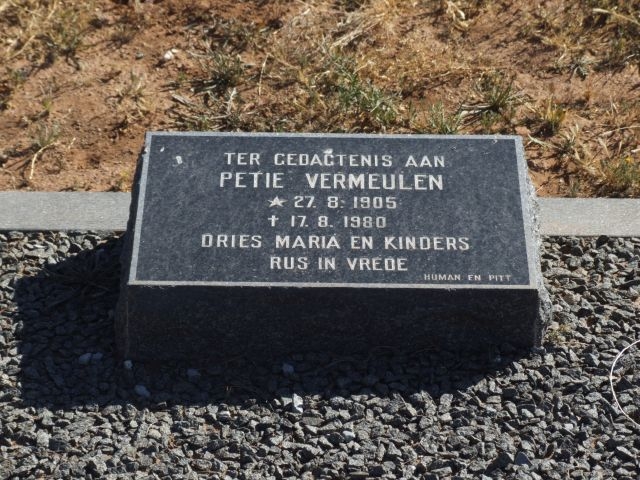 TER GEDAGTENIS AAN
PETIE VERMEULEN
★ 27. 8. 1905
✝ 17. 8. 1980
DRIES MARIA EN KINDERS
RUS IN VREDE
HUMAN EN PITT